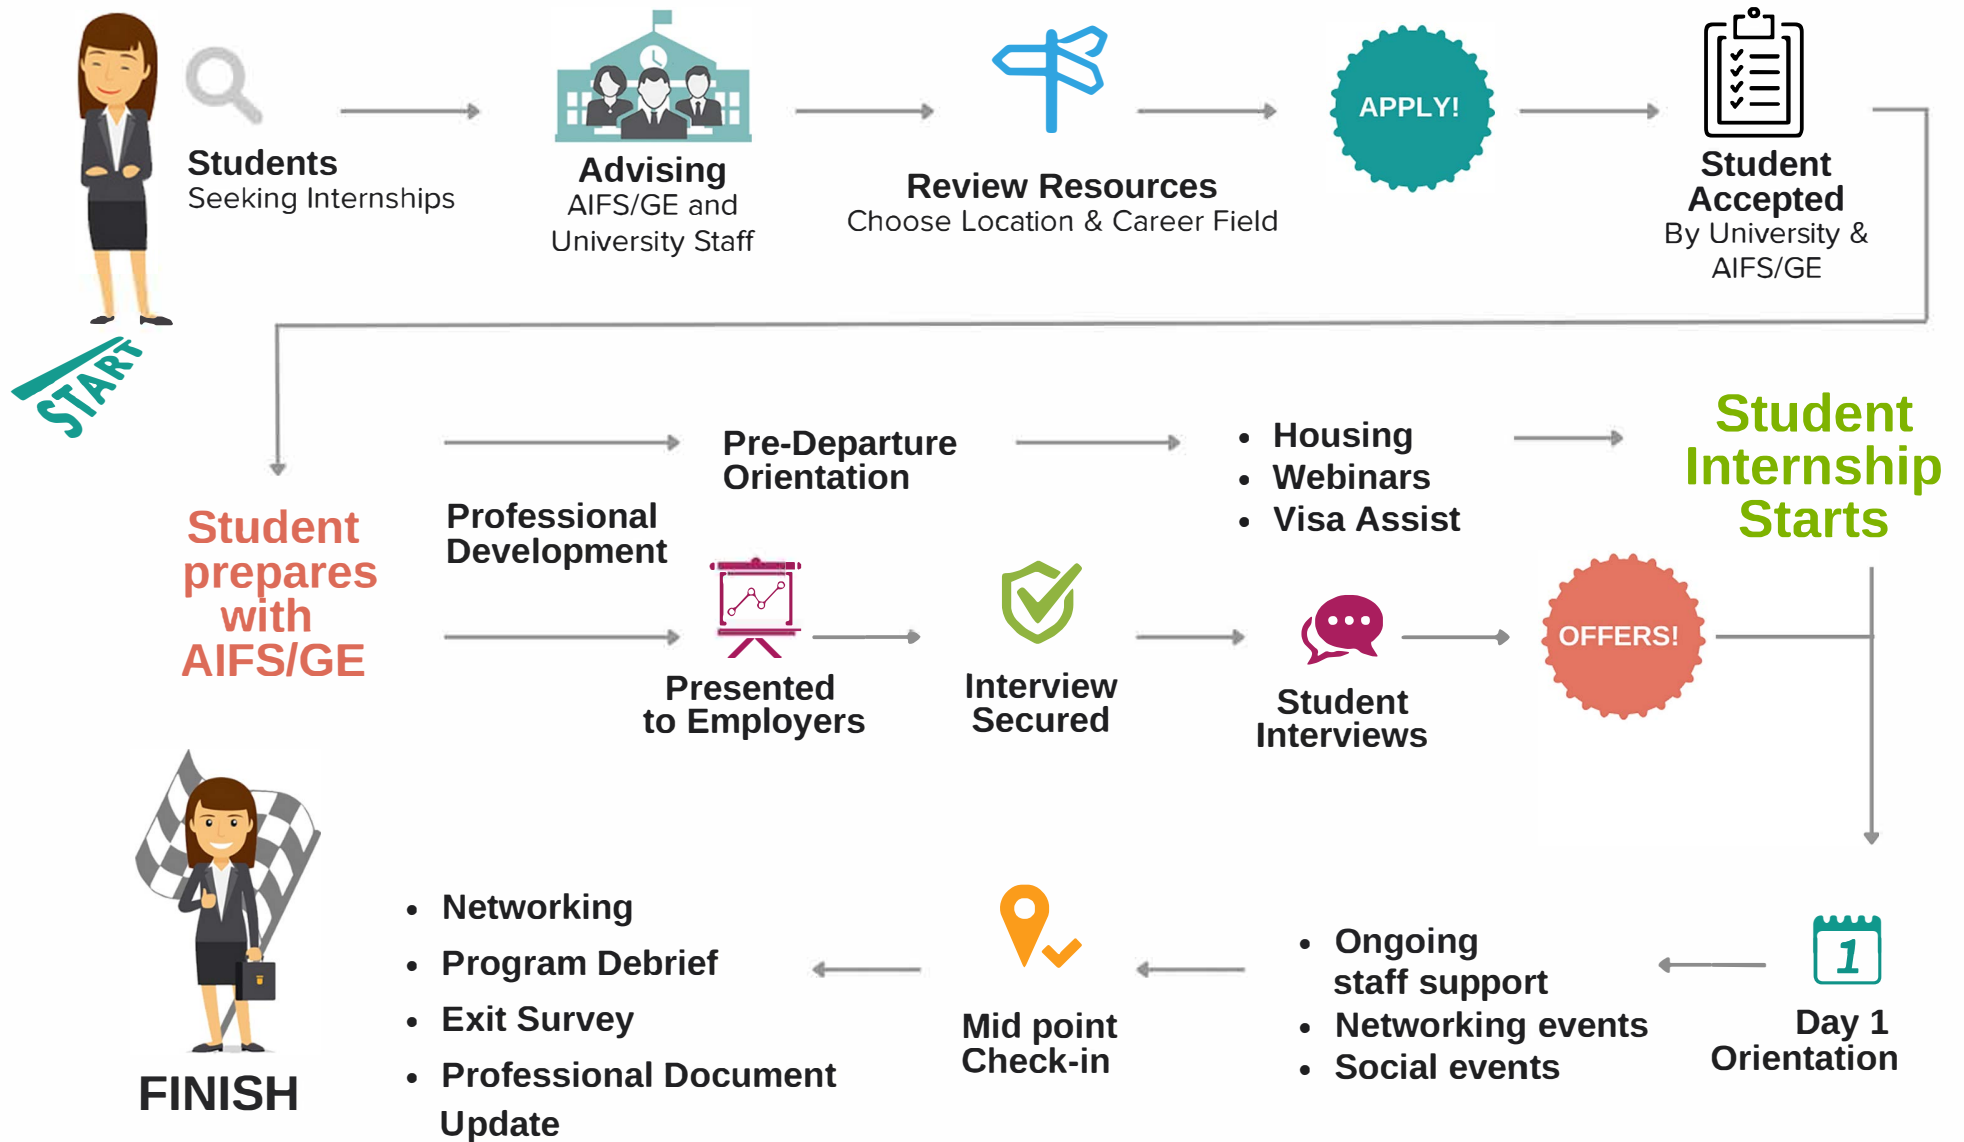 Students
Seeking Internships
Advising
AIFS/GE and
University Staff
Review Resources
Choose Location & Career Field
APPLY!
Student
Accepted
By University &
AIFS/GE
START
Student
prepares
with
AIFS/GE
Professional
Development
Pre-Departure
Orientation
• Housing
• Webinars
• Visa Assist
Student
Internship
Starts
Presented
to Employers
Interview
Secured
Student
Interviews
OFFERS!
1
Day 1
Orientation
• Ongoing
staff support
• Networking events
• Social events
Mid point
Check-in
• Networking
• Program Debrief
• Exit Survey
• Professional Document
Update
FINISH